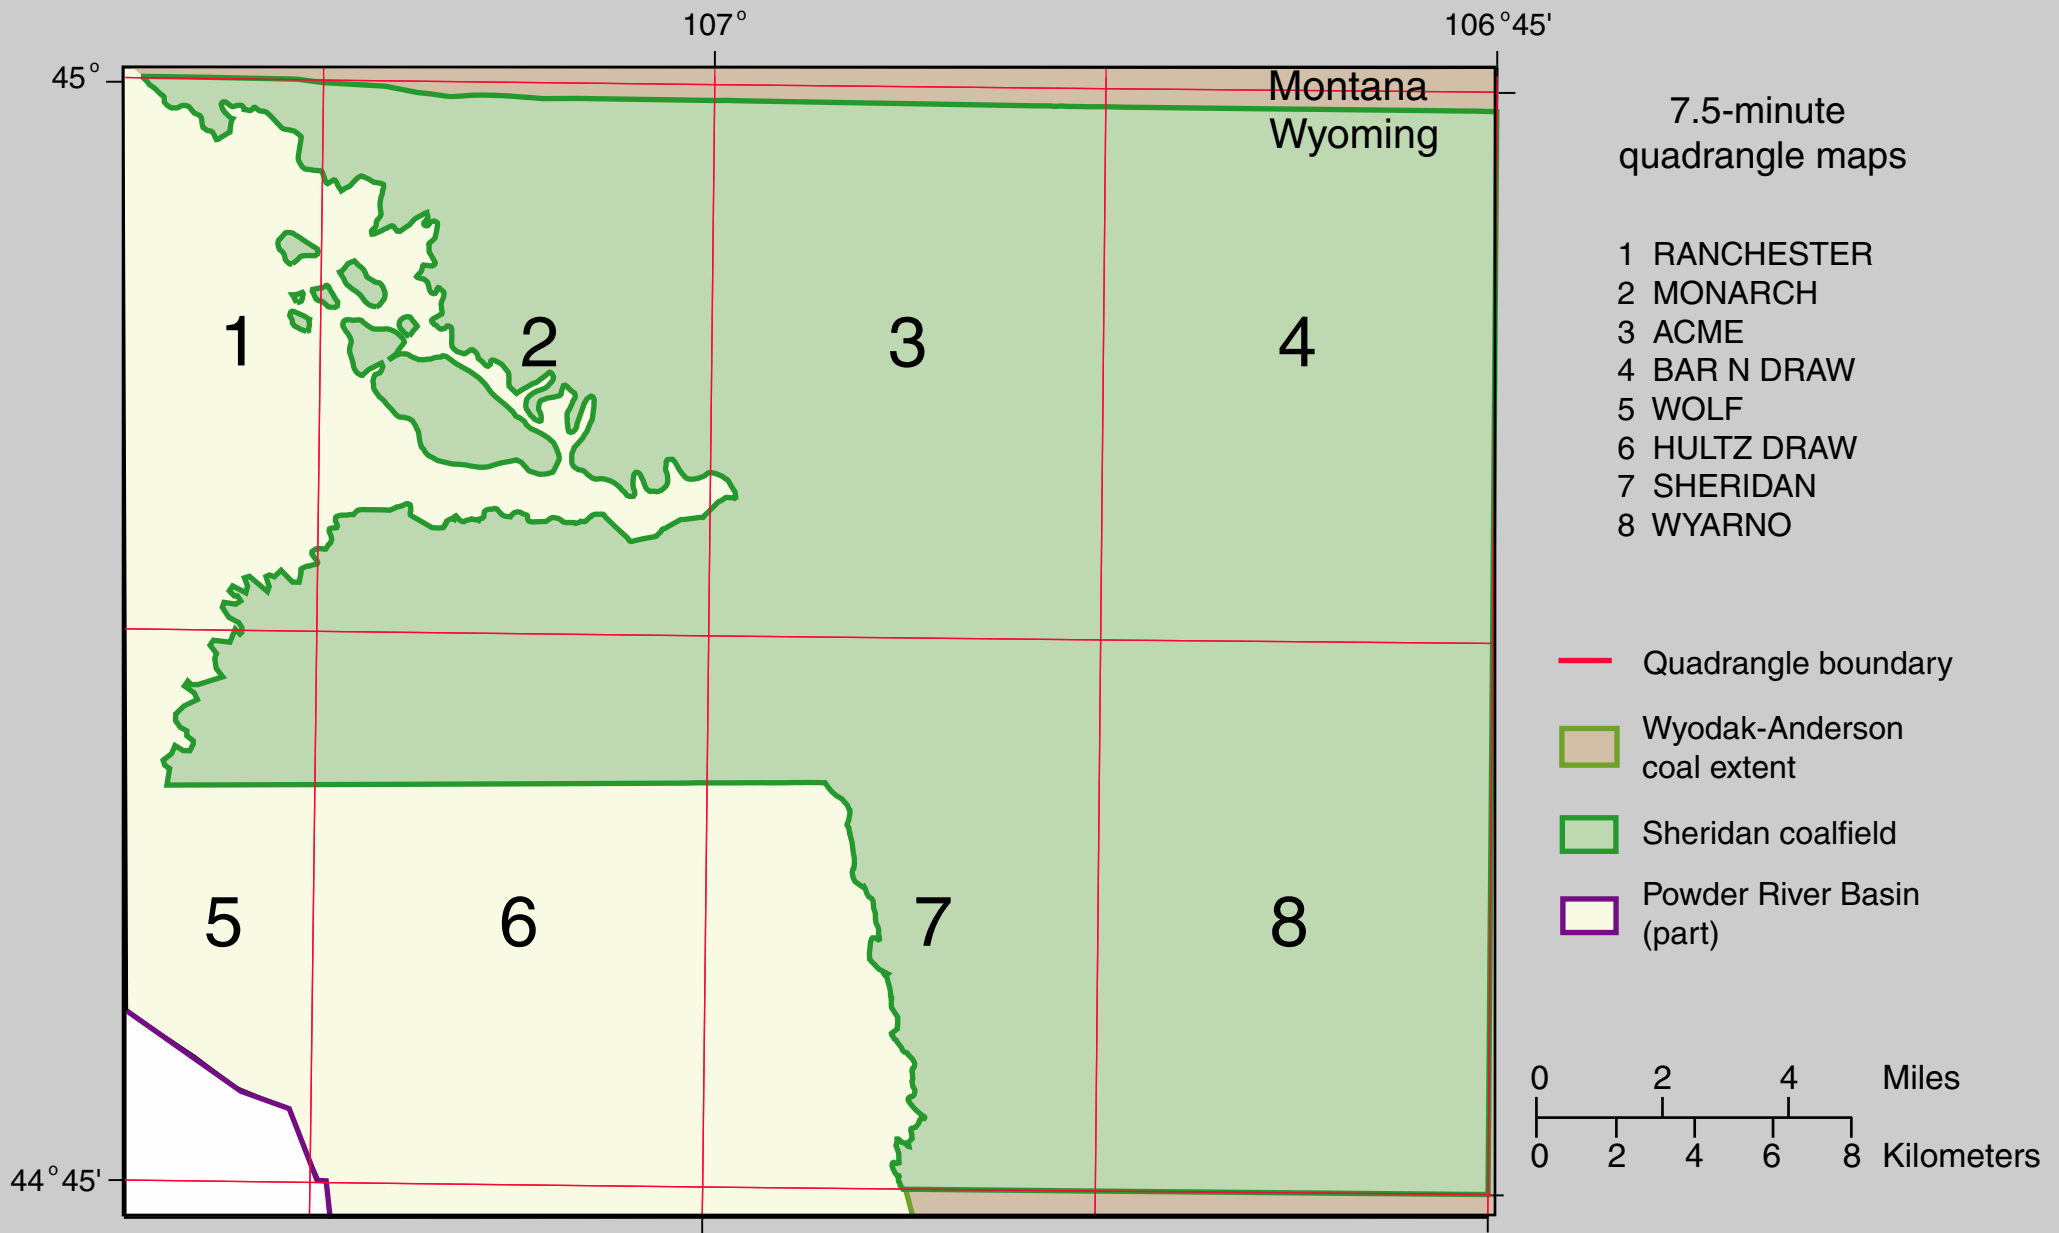 107°
106°45'
45°
Montana
Wyoming
7.5-minute
quadrangle maps
1 RANCHESTER
2 MONARCH
3 ACME
4 BAR N DRAW
5 WOLF
6 HULTZ DRAW
7 SHERIDAN
8 WYARNO
1
2
3
4
Quadrangle boundary
Wyodak-Anderson
coal extent
Sheridan coalfield
Powder River Basin
(part)
5
6
7
8
0 2 4 Miles
0 2 4 6 8 Kilometers
44°45'